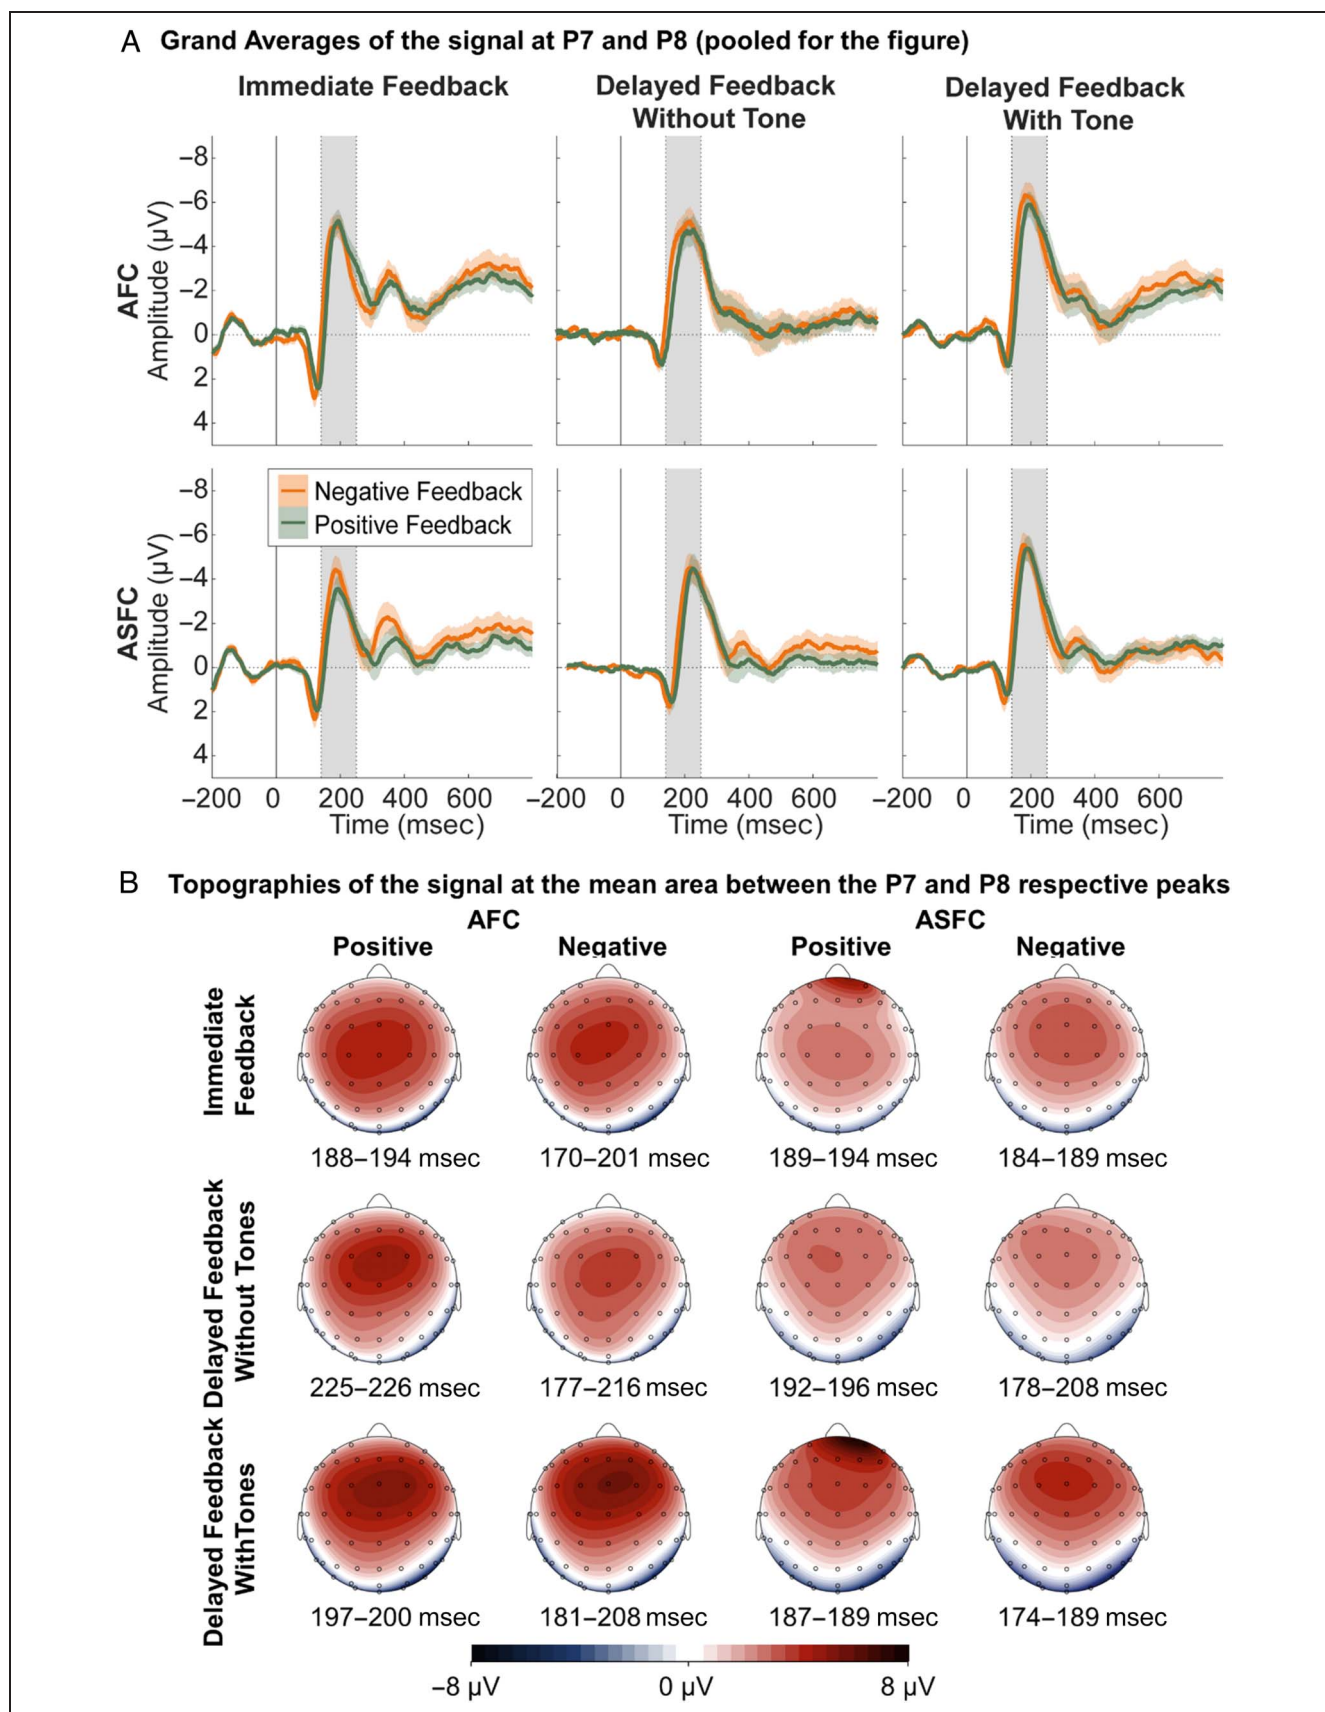 A Grand Averages of the signal at P7 and P8 (pooled for the figure)
Immediate Feedback
Delayed Feedback
Without Tone
Delayed Feedback
With Tone
AFC
Amplitude (µV)
−8
−6
−4
−2
0
2
4
Negative Feedback
Positive Feedback
ASFC
Amplitude (µV)
−8
−6
−4
−2
0
2
4
−200 0 200 400 600 −200 0 200 400 600 −200 0 200 400 600
Time (msec) Time (msec) Time (msec)
B Topographies of the signal at the mean area between the P7 and P8 respective peaks
AFC ASFC
Positive Negative Positive Negative
Immediate
Feedback
188–194 msec 170–201 msec 189–194 msec 184–189 msec
Delayed Feedback
Without Tones
225–226 msec 177–216 msec 192–196 msec 178–208 msec
Delayed Feedback
WithTones
197–200 msec 181–208 msec 187–189 msec 174–189 msec
−8 µV 0 µV 8 µV